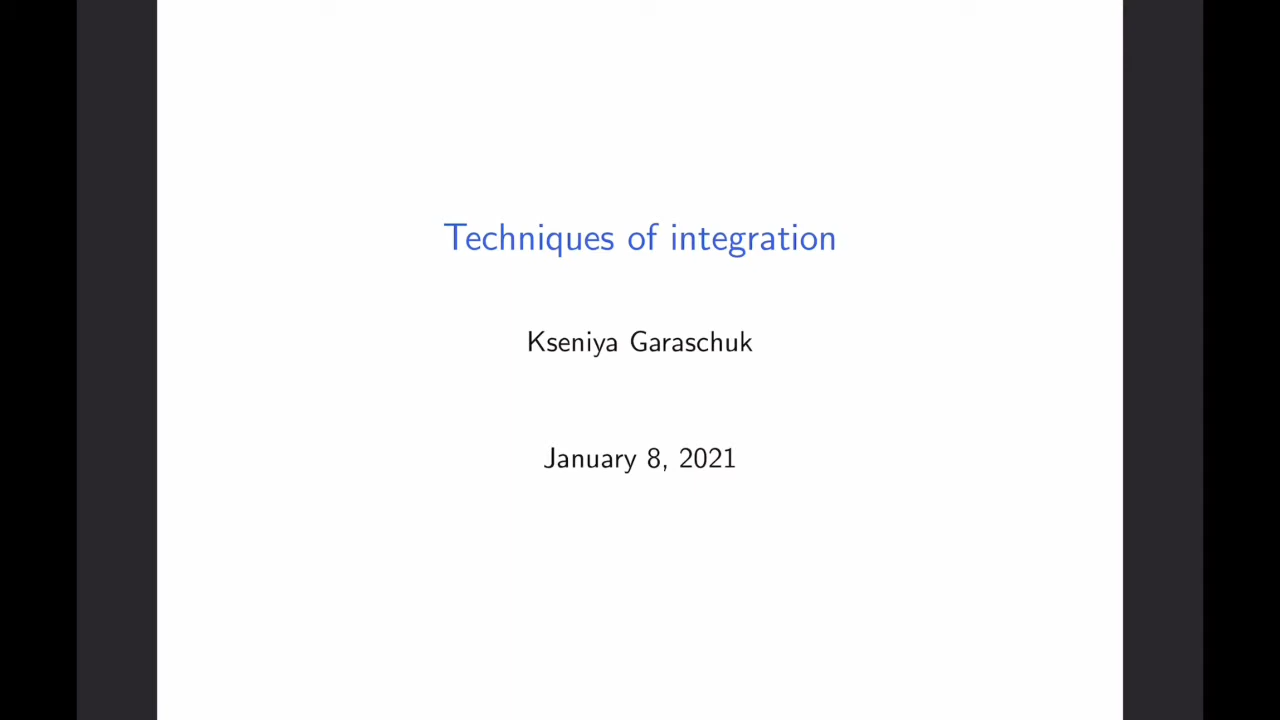 Techniques of integration
Kseniya Garaschuk
January 8, 2021